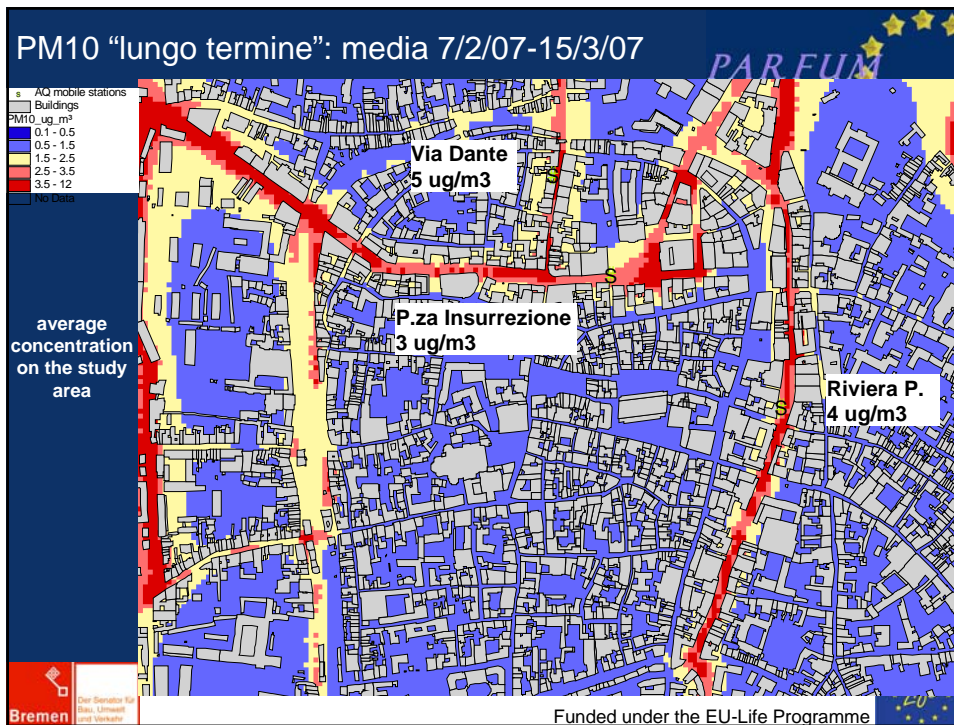 PM10 “lungo termine”: media 7/2/07-15/3/07
PARFUM
s AQ mobile stations
Buildings
PM10_ug_m³
0.1 - 0.5
0.5 - 1.5
1.5 - 2.5
2.5 - 3.5
3.5 - 12
No Data
Via Dante
5 ug/m3
S
S
P.za Insurrezione
3 ug/m3
average
concentration
on the study
area
Riviera P.
4 ug/m3
S
Der Senator für
Bau, Umwelt
und Verkehr
Bremen
Funded under the EU-Life Programme